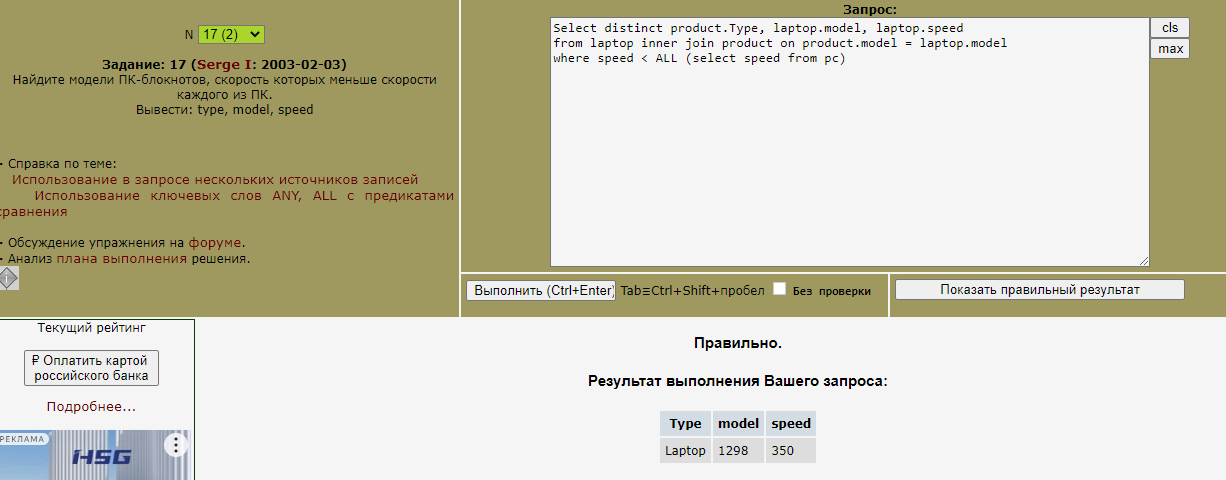 N 17 (2)
Задание: 17 (Serge I: 2003-02-03)
Найдите модели ПК-блокнотов, скорость которых меньше скорости
каждого из ПК.
Вывести: type, model, speed
- Справка по теме:
Использование в запросе нескольких источников записей
Использование ключевых слов ANY, ALL с предикатами
сравнения
- Обсуждение упражнения на форуме.
- Анализ плана выполнения решения.
Запрос:
Select distinct product.Type, laptop.model, laptop.speed
from laptop inner join product on product.model = laptop.model
where speed < ALL (select speed from pc)
cls
max
Выполнить (Ctrl+Enter) Tab≡Ctrl+Shift+пробел Без проверки
Показать правильный результат
Текущий рейтинг
₽ Оплатить картой
российского банка
Подробнее...
РЕКЛАМА
HSG
Правильно.
Результат выполнения Вашего запроса:
Type model speed
Laptop 1298 350